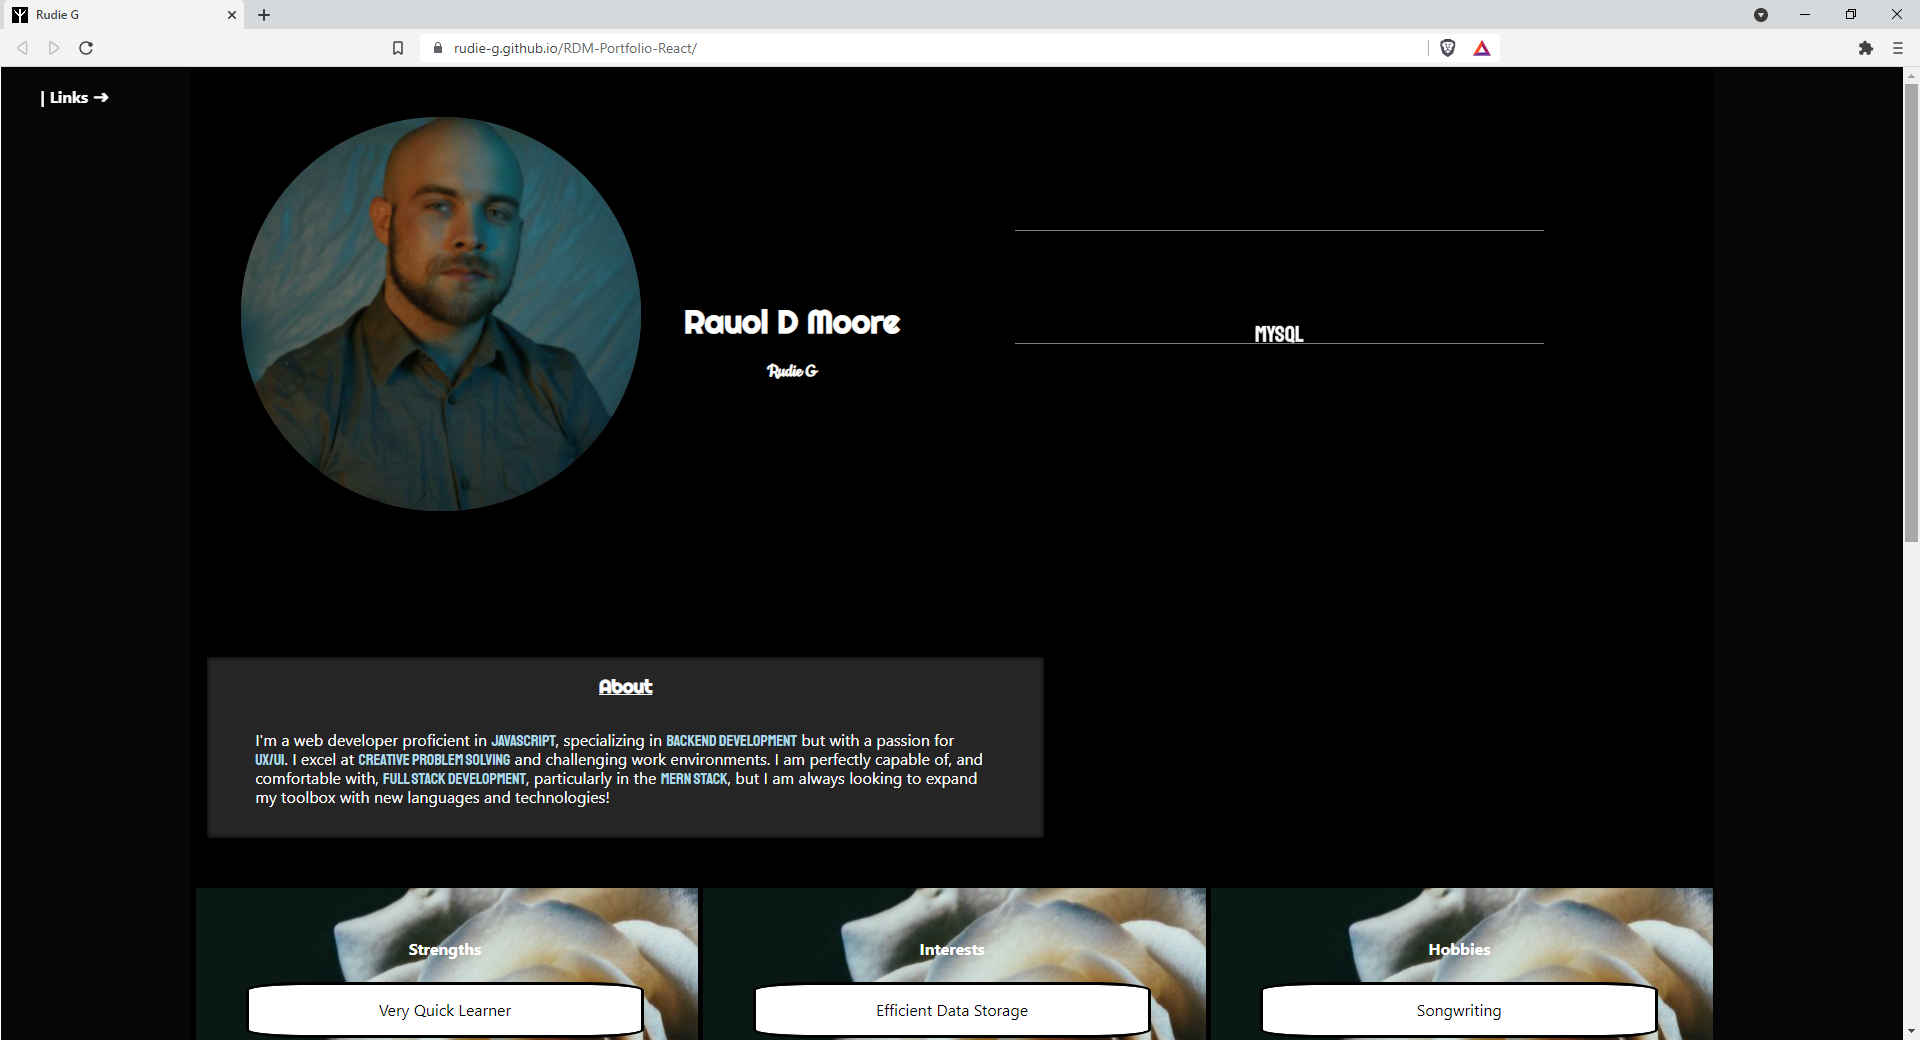 Rudie G
rudie-g.github.io/RDM-Portfolio-React/
| Links ➔
Rauol D Moore
Rudie G
MYSQL
About
I'm a web developer proficient in JAVASCRIPT, specializing in BACKEND DEVELOPMENT but with a passion for
UX/UI. I excel at CREATIVE PROBLEM SOLVING and challenging work environments. I am perfectly capable of, and
comfortable with, FULL STACK DEVELOPMENT, particularly in the MERN STACK, but I am always looking to expand
my toolbox with new languages and technologies!
Strengths
Interests
Hobbies
Very Quick Learner
Efficient Data Storage
Songwriting